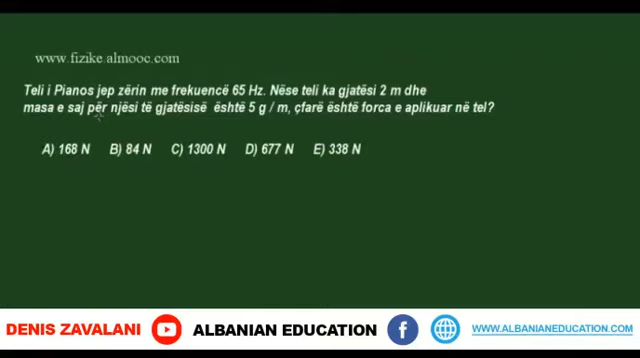 www.fizike.almooc.com
Teli i Pianos jep zërin me frekuencë 65 Hz. Nëse teli ka gjatësi 2 m dhe
masa e saj për njësi të gjatësisë është 5 g / m, çfarë është forca e aplikuar në tel?
A) 168 N B) 84 N C) 1300 N D) 677 N E) 338 N
DENIS ZAVALANI ALBANIAN EDUCATION WWW.ALBANIANEDUCATION.COM